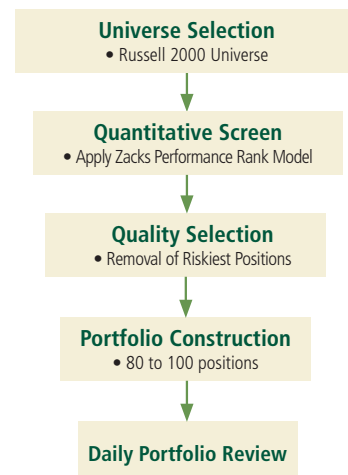 Universe Selection
• Russell 2000 Universe
Quantitative Screen
• Apply Zacks Performance Rank Model
Quality Selection
• Removal of Riskiest Positions
Portfolio Construction
• 80 to 100 positions
Daily Portfolio Review